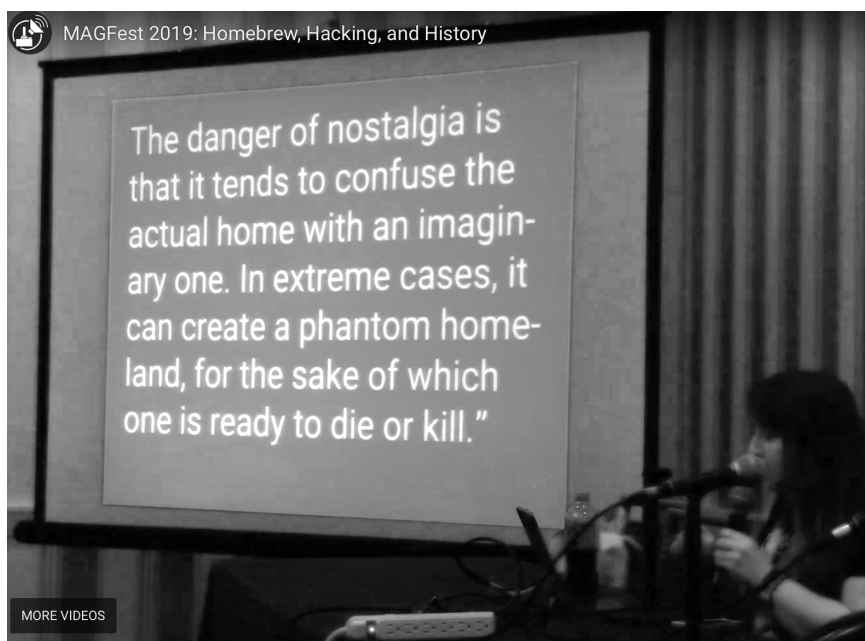 MAGFest 2019: Homebrew, Hacking, and History
The danger of nostalgia is
that it tends to confuse the
actual home with an imagin-
ary one. In extreme cases, it
can create a phantom home-
land, for the sake of which
one is ready to die or kill.”
MORE VIDEOS